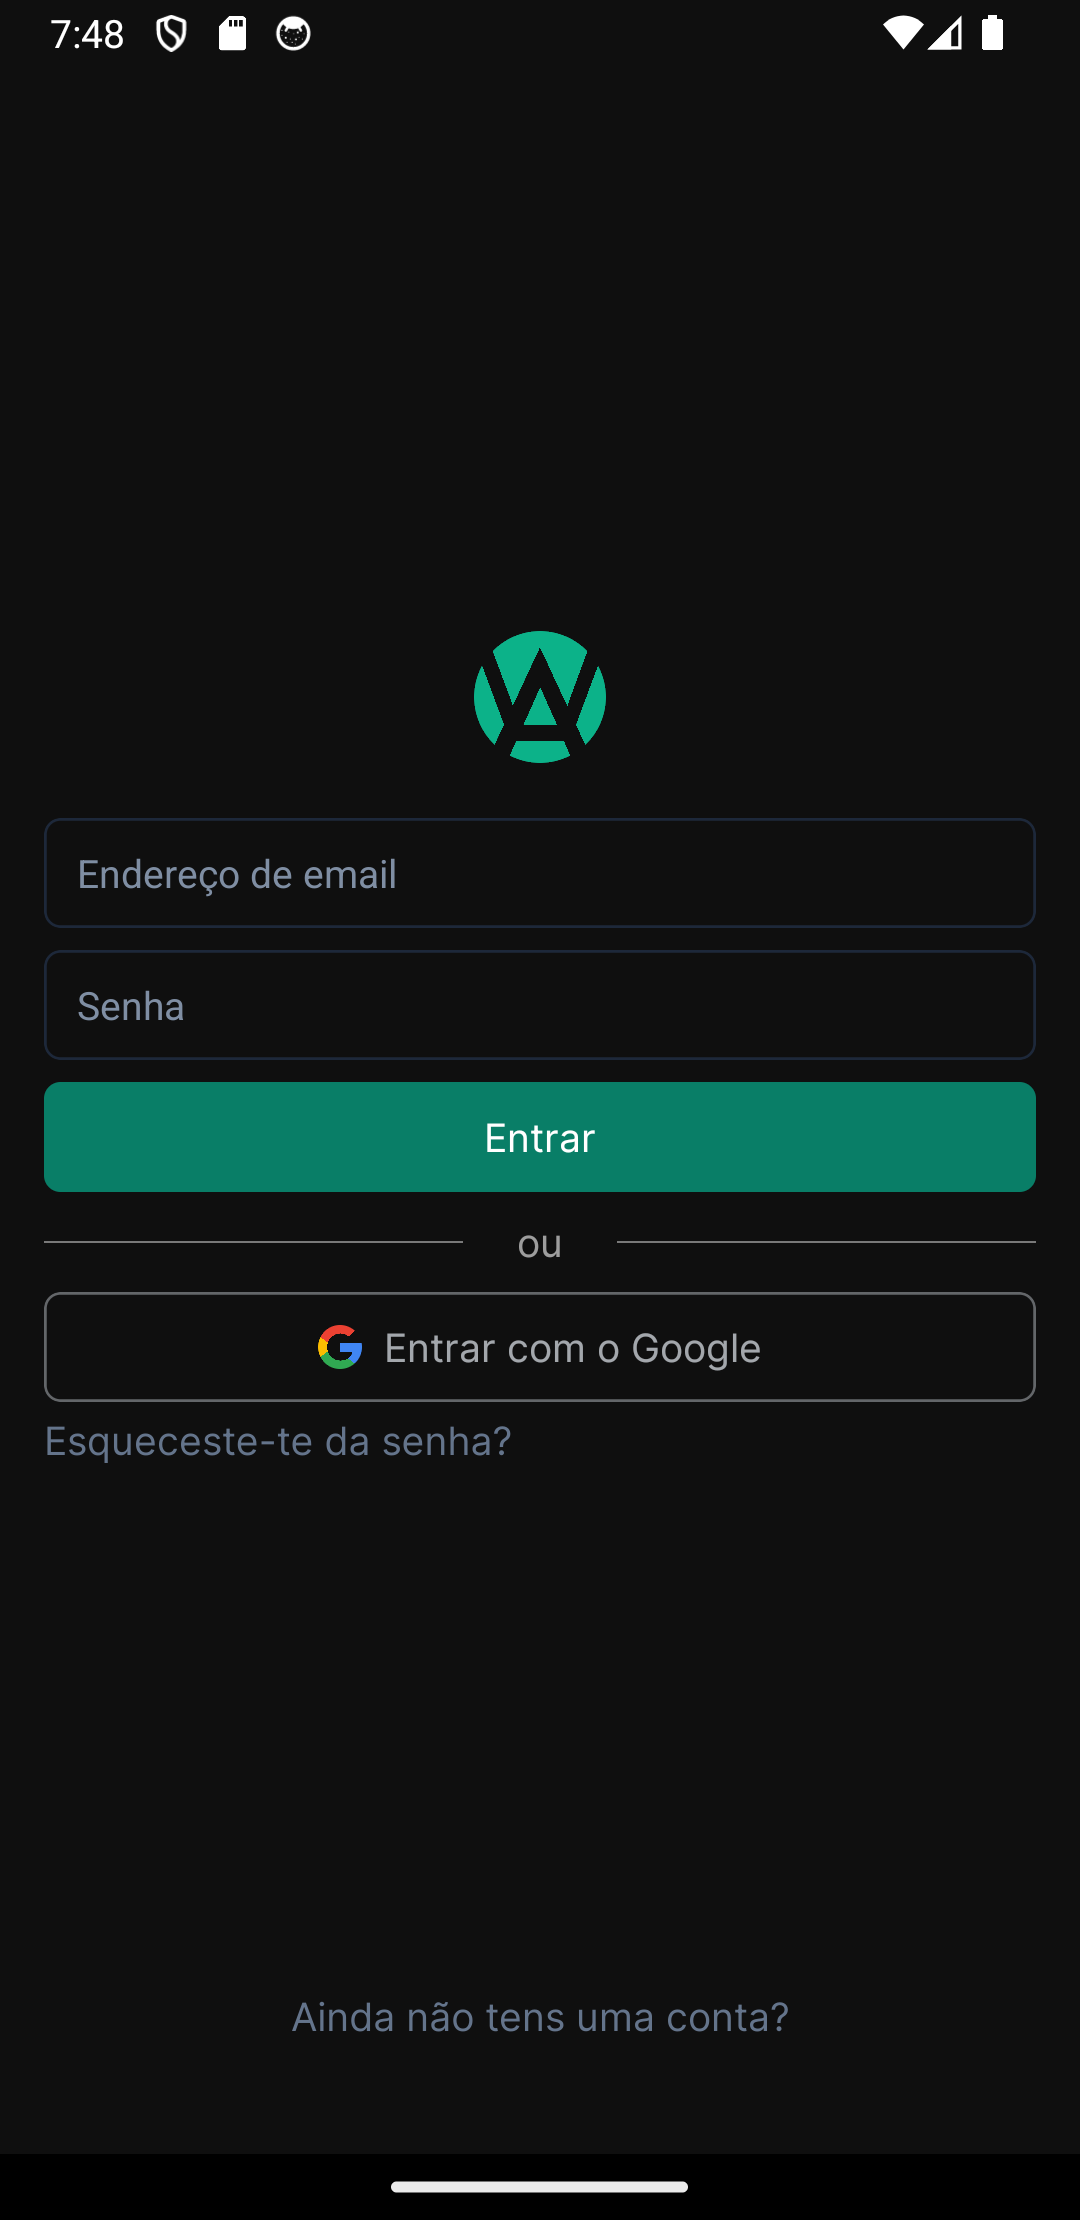 7:48
Endereço de email
Senha
Entrar
ou
Entrar com o Google
Esqueceste-te da senha?
Ainda não tens uma conta?